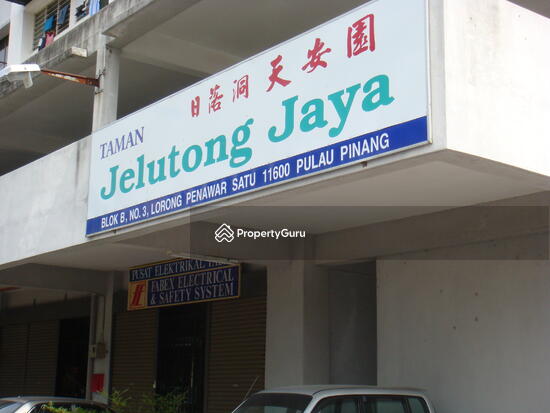 日落洞 天安園
TAMAN
Jelutong Jaya
BLOK B, NO. 3, LORONG PENAWAR SATU 11600 PULAU PINANG
PropertyGuru
PUSAT ELEKTRIKAL
FABEX ELECTRICAL
& SAFETY SYSTEM